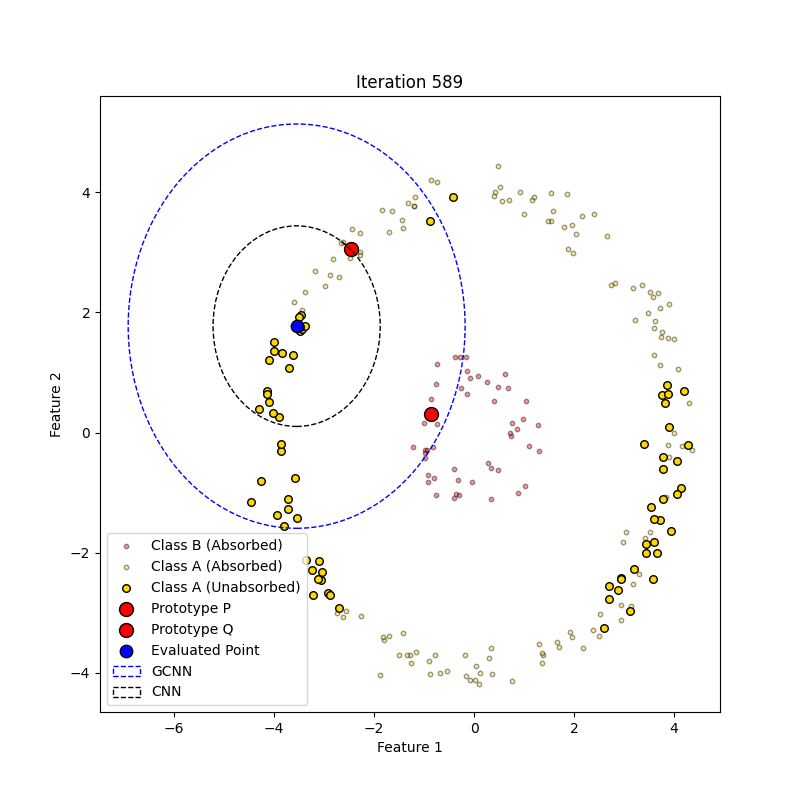 Iteration 589
Feature 2
4
2
0
−2
−4
Class B (Absorbed)
Class A (Absorbed)
Class A (Unabsorbed)
Prototype P
Prototype Q
Evaluated Point
GCNN
CNN
−6 −4 −2 0 2 4
Feature 1